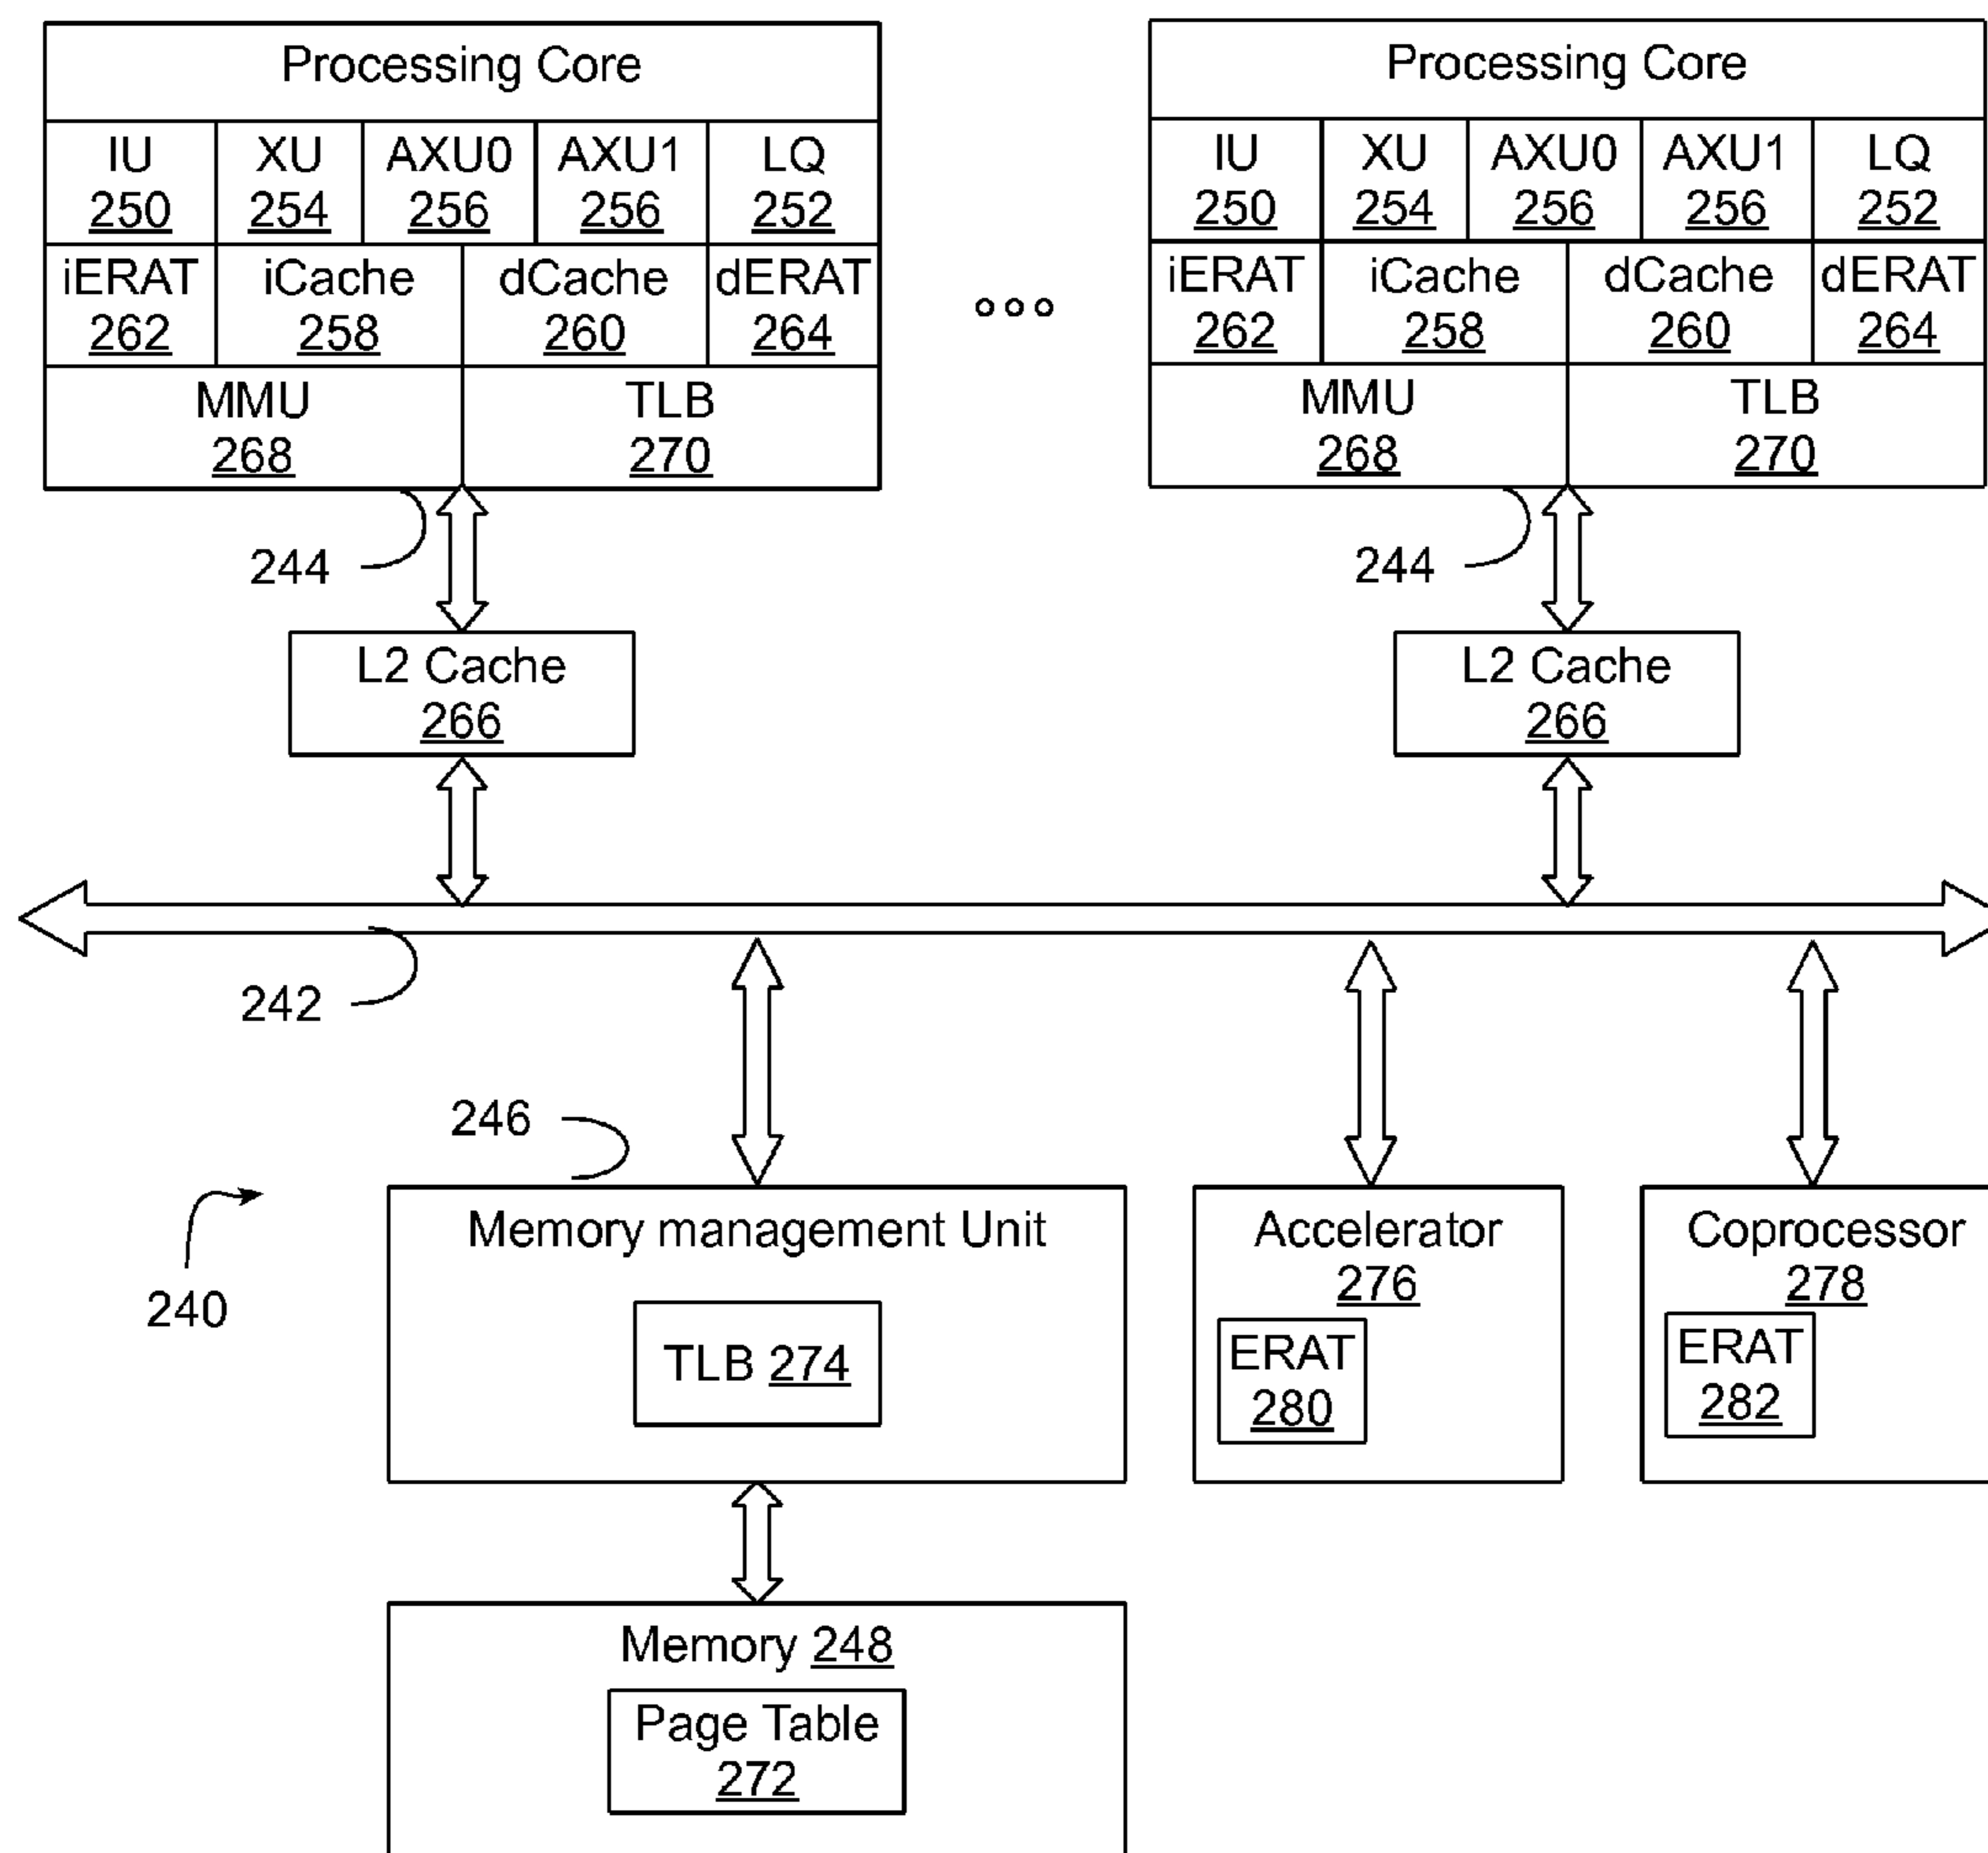 Processing Core
IU XU AXU0 AXU1 LQ
250 254 256 256 252
iERAT iCache dCache dERAT
262 258 260 264
MMU TLB
268 270
244
L2 Cache
266
Processing Core
IU XU AXU0 AXU1 LQ
250 254 256 256 252
iERAT iCache dCache dERAT
262 258 260 264
MMU TLB
268 270
244
L2 Cache
266
242
246
240
Memory management Unit
TLB 274
Accelerator
276
ERAT
280
Coprocessor
278
ERAT
282
Memory 248
Page Table
272